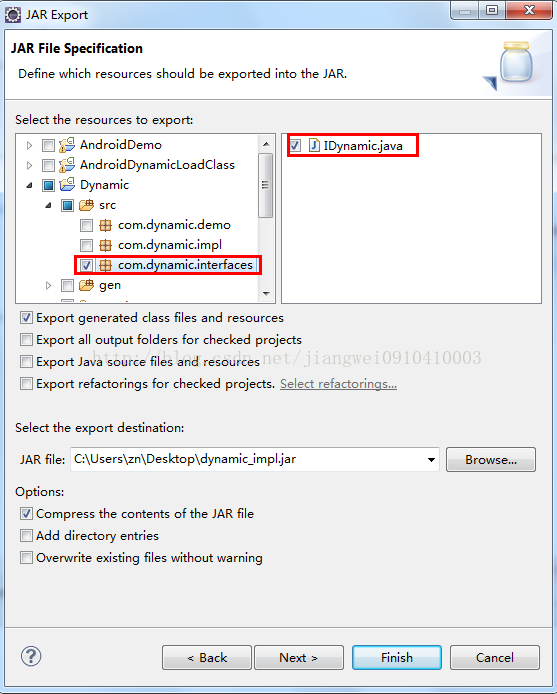 JAR Export
JAR File Specification
Define which resources should be exported into the JAR.
Select the resources to export:
AndroidDemo
AndroidDynamicLoadClass
Dynamic
src
com.dynamic.demo
com.dynamic.impl
com.dynamic.interfaces
gen
IDynamic.java
Export generated class files and resources
Export all output folders for checked projects
http://blog.csdn.net/jiangwei0910410003
Export Java source files and resources
Export refactorings for checked projects. Select refactorings...
Select the export destination:
JAR file: C:\Users\zn\Desktop\dynamic_impl.jar Browse...
Options:
Compress the contents of the JAR file
Add directory entries
Overwrite existing files without warning
? < Back Next > Finish Cancel